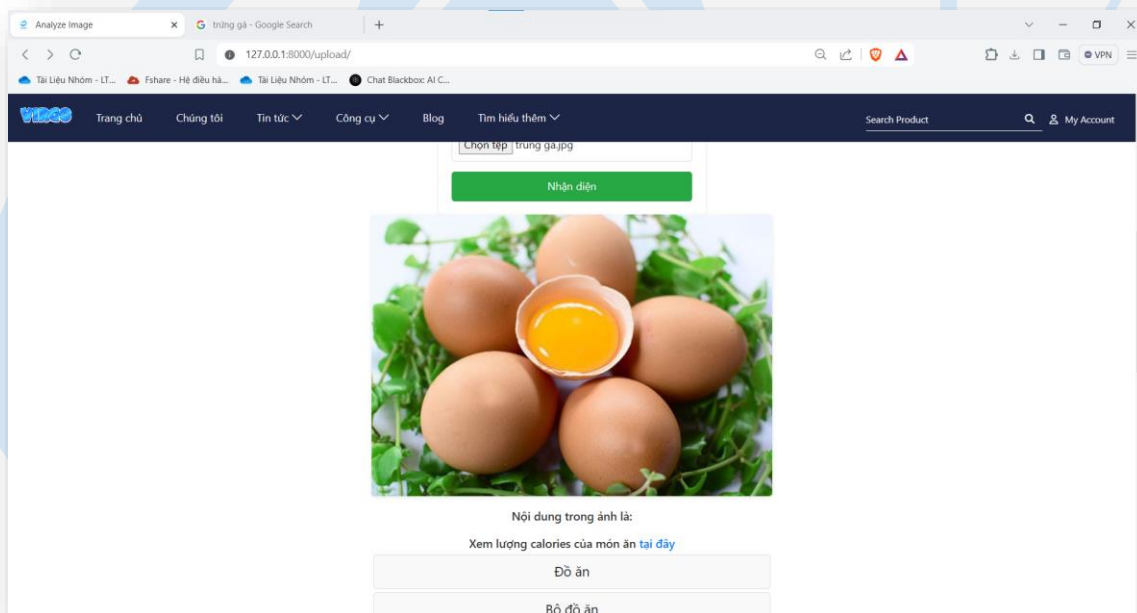 Analyze Image
trứng gà - Google Search
127.0.0.1:8000/upload/
VPN
Tài Liệu Nhóm - LT...
Fshare - Hệ điều hà...
Tài Liệu Nhóm - LT...
Chat Blackbox: AI C...
Trang chủ
Chúng tôi
Tin tức
Công cụ
Blog
Tìm hiểu thêm
Search Product
My Account
Chọn tệp trung ga.jpg
Nhận diện
Nội dung trong ảnh là:
Xem lượng calories của món ăn tại đây
Đồ ăn
Bộ đồ ăn